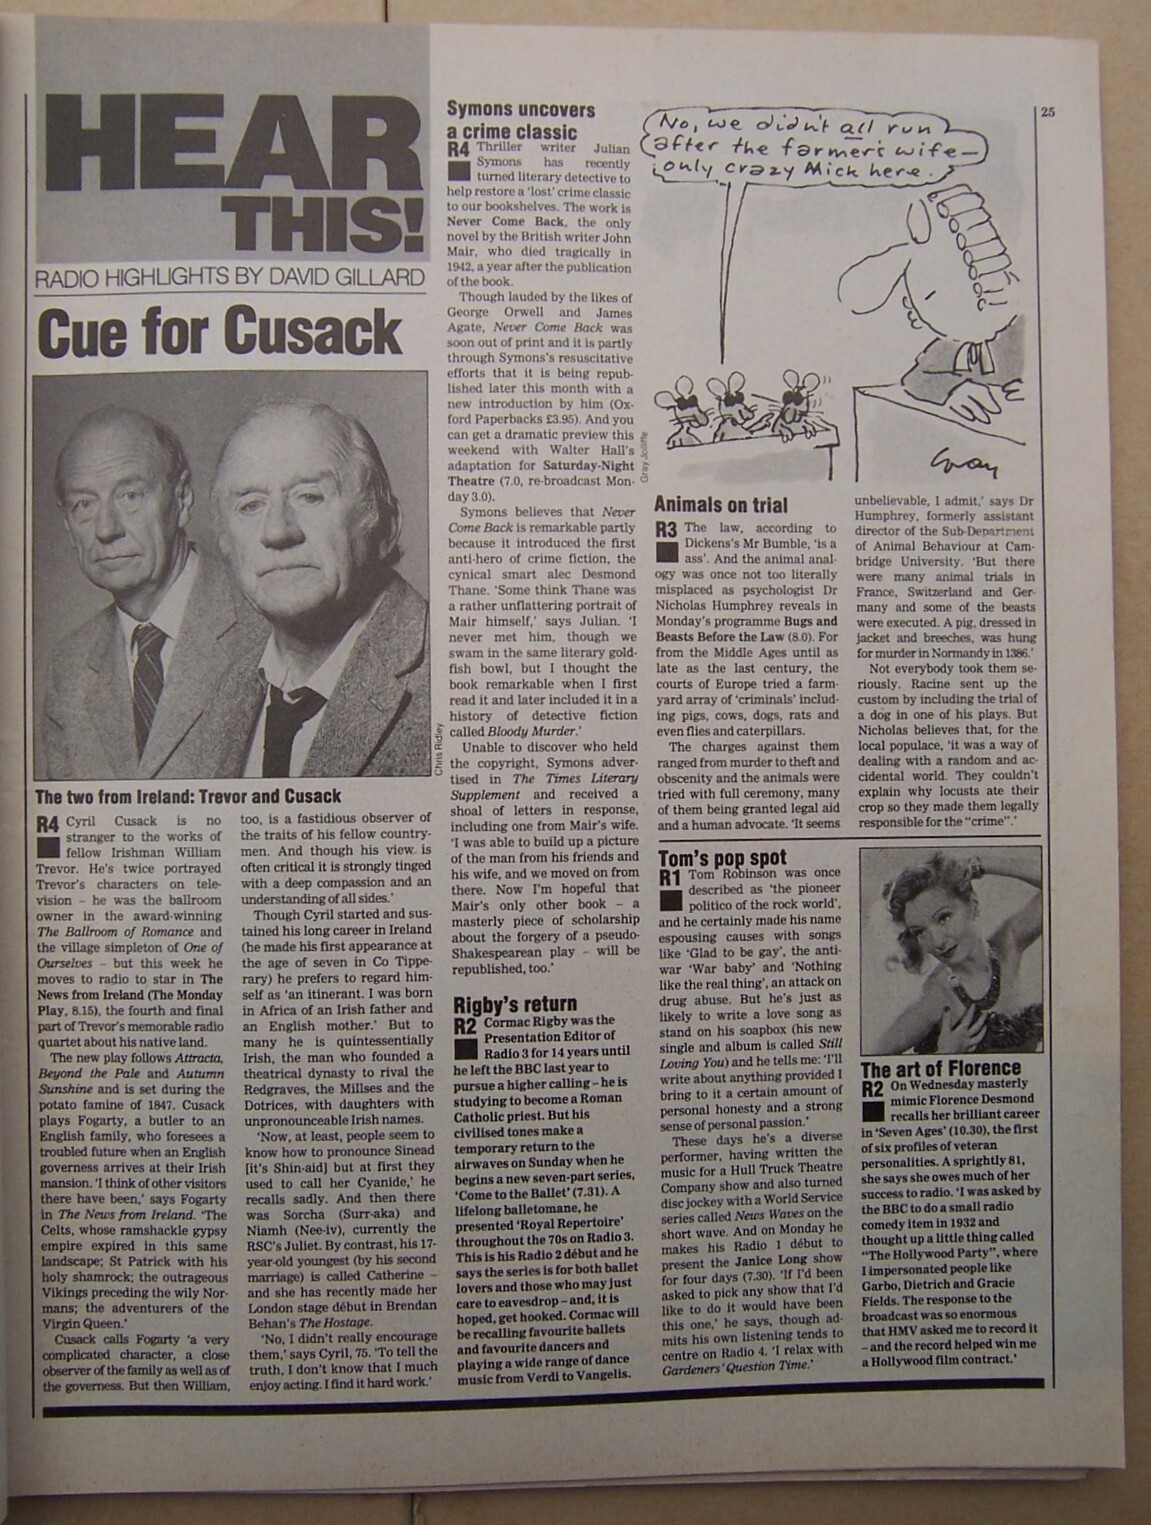 HEAR
THIS!
RADIO HIGHLIGHTS BY DAVID GILLARD
Cue for Cusack
Chris Ridley
The two from Ireland: Trevor and Cusack
R4 Cyril Cusack is no
stranger to the works of
fellow Irishman William
Trevor. He's twice portrayed
Trevor's characters on tele-
vision – he was the ballroom
owner in the award-winning
The Ballroom of Romance and
the village simpleton of One of
Ourselves – but this week he
moves to radio to star in The
News from Ireland (The Monday
Play, 8.15), the fourth and final
part of Trevor's memorable radio
quartet about his native land.
The new play follows Attracta,
Beyond the Pale and Autumn
Sunshine and is set during the
potato famine of 1847. Cusack
plays Fogarty, a butler to an
English family, who foresees a
troubled future when an English
governess arrives at their Irish
mansion. 'I think of other visitors
there have been,' says Fogarty
in The News from Ireland. 'The
Celts, whose ramshackle gypsy
empire expired in this same
landscape; St Patrick with his
holy shamrock; the outrageous
Vikings preceding the wily Nor-
mans; the adventurers of the
Virgin Queen.'
Cusack calls Fogarty 'a very
complicated character, a close
observer of the family as well as of
the governess. But then William,
too, is a fastidious observer of
the traits of his fellow country-
men. And though his view is
often critical it is strongly tinged
with a deep compassion and an
understanding of all sides.'
Though Cyril started and sus-
tained his long career in Ireland
(he made his first appearance at
the age of seven in Co Tippe-
rary) he prefers to regard him-
self as 'an itinerant. I was born
in Africa of an Irish father and
an English mother.' But to
many he is quintessentially
Irish, the man who founded a
theatrical dynasty to rival the
Redgraves, the Millses and the
Dotrices, with daughters with
unpronounceable Irish names.
'Now, at least, people seem to
know how to pronounce Sinead
[it's Shin-aid] but at first they
used to call her Cyanide,' he
recalls sadly. And then there
was Sorcha (Surr-aka) and
Niamh (Nee-iv), currently the
RSC's Juliet. By contrast, his 17-
year-old youngest (by his second
marriage) is called Catherine –
and she has recently made her
London stage début in Brendan
Behan's The Hostage.
'No, I didn't really encourage
them,' says Cyril, 75. 'To tell the
truth, I don't know that I much
enjoy acting. I find it hard work.'
Symons uncovers
a crime classic
R4 Thriller writer Julian
Symons has recently
turned literary detective to
help restore a 'lost' crime classic
to our bookshelves. The work is
Never Come Back, the only
novel by the British writer John
Mair, who died tragically in
1942, a year after the publication
of the book.
Though lauded by the likes of
George Orwell and James
Agate, Never Come Back was
soon out of print and it is partly
through Symons's resuscitative
efforts that it is being repub-
lished later this month with a
new introduction by him (Ox-
ford Paperbacks £3.95). And you
can get a dramatic preview this
weekend with Walter Hall's
adaptation for Saturday-Night
Theatre (7.0, re-broadcast Mon-
day 3.0).
Symons believes that Never
Come Back is remarkable partly
because it introduced the first
anti-hero of crime fiction, the
cynical smart alec Desmond
Thane. 'Some think Thane was
a rather unflattering portrait of
Mair himself,' says Julian. 'I
never met him, though we
swam in the same literary gold-
fish bowl, but I thought the
book remarkable when I first
read it and later included it in a
history of detective fiction
called Bloody Murder.'
Unable to discover who held
the copyright, Symons adver-
tised in The Times Literary
Supplement and received a
shoal of letters in response,
including one from Mair's wife.
'I was able to build up a picture
of the man from his friends and
his wife, and we moved on from
there. Now I'm hopeful that
Mair's only other book – a
masterly piece of scholarship
about the forgery of a pseudo-
Shakespearean play – will be
republished, too.'
Rigby's return
R2 Cormac Rigby was the
Presentation Editor of
Radio 3 for 14 years until
he left the BBC last year to
pursue a higher calling – he is
studying to become a Roman
Catholic priest. But his
civilised tones make a
temporary return to the
airwaves on Sunday when he
begins a new seven-part series,
'Come to the Ballet' (7.31). A
lifelong balletomane, he
presented 'Royal Repertoire'
throughout the 70s on Radio 3.
This is his Radio 2 début and he
says the series is for both ballet
lovers and those who may just
care to eavesdrop – and, it is
hoped, get hooked. Cormac will
be recalling favourite ballets
and favourite dancers and
playing a wide range of dance
music from Verdi to Vangelis.
25
No, we didn't all run
after the farmer's wife—
only crazy Mick here.
Gray
Gray Jolliffe
Animals on trial
R3 The law, according to
Dickens's Mr Bumble, 'is a
ass'. And the animal anal-
ogy was once not too literally
misplaced as psychologist Dr
Nicholas Humphrey reveals in
Monday's programme Bugs and
Beasts Before the Law (8.0). For
from the Middle Ages until as
late as the last century, the
courts of Europe tried a farm-
yard array of 'criminals' includ-
ing pigs, cows, dogs, rats and
even flies and caterpillars.
The charges against them
ranged from murder to theft and
obscenity and the animals were
tried with full ceremony, many
of them being granted legal aid
and a human advocate. 'It seems
unbelievable, I admit,' says Dr
Humphrey, formerly assistant
director of the Sub-Department
of Animal Behaviour at Cam-
bridge University. 'But there
were many animal trials in
France, Switzerland and Ger-
many and some of the beasts
were executed. A pig, dressed in
jacket and breeches, was hung
for murder in Normandy in 1386.'
Not everybody took them se-
riously. Racine sent up the
custom by including the trial of
a dog in one of his plays. But
Nicholas believes that, for the
local populace, 'it was a way of
dealing with a random and ac-
cidental world. They couldn't
explain why locusts ate their
crop so they made them legally
responsible for the "crime".'
Tom's pop spot
R1 Tom Robinson was once
described as 'the pioneer
politico of the rock world',
and he certainly made his name
espousing causes with songs
like 'Glad to be gay', the anti-
war 'War baby' and 'Nothing
like the real thing', an attack on
drug abuse. But he's just as
likely to write a love song as
stand on his soapbox (his new
single and album is called Still
Loving You) and he tells me: 'I'll
write about anything provided I
bring to it a certain amount of
personal honesty and a strong
sense of personal passion.'
These days he's a diverse
performer, having written the
music for a Hull Truck Theatre
Company show and also turned
disc jockey with a World Service
series called News Waves on the
short wave. And on Monday he
makes his Radio 1 début to
present the Janice Long show
for four days (7.30). 'If I'd been
asked to pick any show that I'd
like to do it would have been
this one,' he says, though ad-
mits his own listening tends to
centre on Radio 4. 'I relax with
Gardeners' Question Time.'
The art of Florence
R2 On Wednesday masterly
mimic Florence Desmond
recalls her brilliant career
in 'Seven Ages' (10.30), the first
of six profiles of veteran
personalities. A sprightly 81,
she says she owes much of her
success to radio. 'I was asked by
the BBC to do a small radio
comedy item in 1932 and
thought up a little thing called
"The Hollywood Party", where
I impersonated people like
Garbo, Dietrich and Gracie
Fields. The response to the
broadcast was so enormous
that HMV asked me to record it
– and the record helped win me
a Hollywood film contract.'